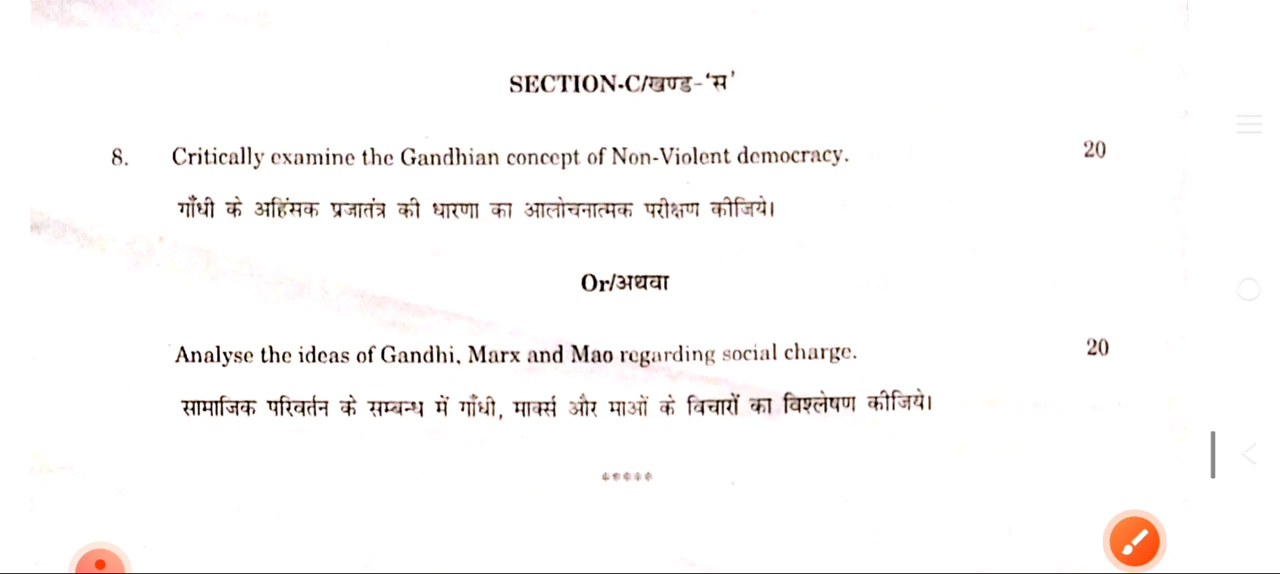 SECTION-C/खण्ड-'स'
8. Critically examine the Gandhian concept of Non-Violent democracy. 20
गाँधी के अहिंसक प्रजातंत्र की धारणा का आलोचनात्मक परीक्षण कीजिये।
Or/अथवा
Analyse the ideas of Gandhi, Marx and Mao regarding social charge. 20
सामाजिक परिवर्तन के सम्बन्ध में गाँधी, मार्क्स और माओं के विचारों का विश्लेषण कीजिये।
*****